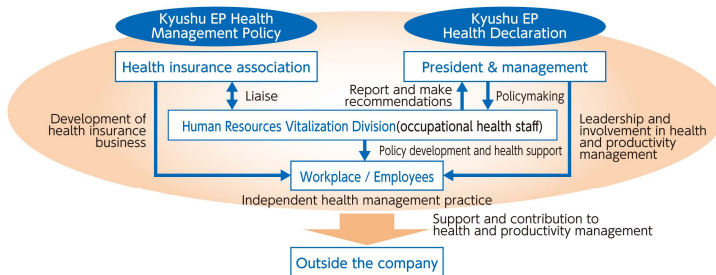 Kyushu EP Health
Management Policy
Kyushu EP
Health Declaration
Health insurance association
President & management
Liaise
Report and make
recommendations
Policymaking
Development of
health insurance
business
Human Resources Vitalization Division(occupational health staff)
Leadership and
involvement in health
and productivity
management
Policy development and health support
Workplace / Employees
Independent health management practice
Support and contribution to
health and productivity management
Outside the company